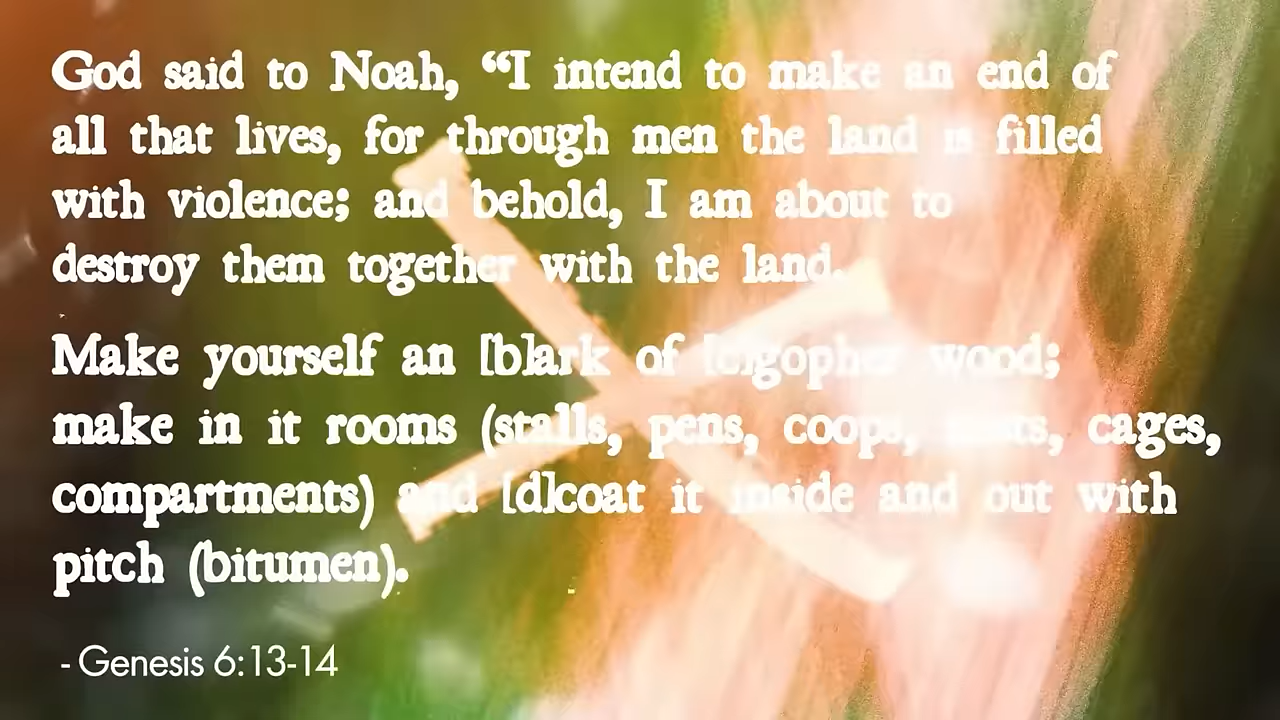 God said to Noah, “I intend to make an end of
all that lives, for through men the land is filled
with violence; and behold, I am about to
destroy them together with the land.
Make yourself an [b]ark of [c]gopher wood;
make in it rooms (stalls, pens, coops, nests, cages,
compartments) and [d]coat it inside and out with
pitch (bitumen).
- Genesis 6:13-14